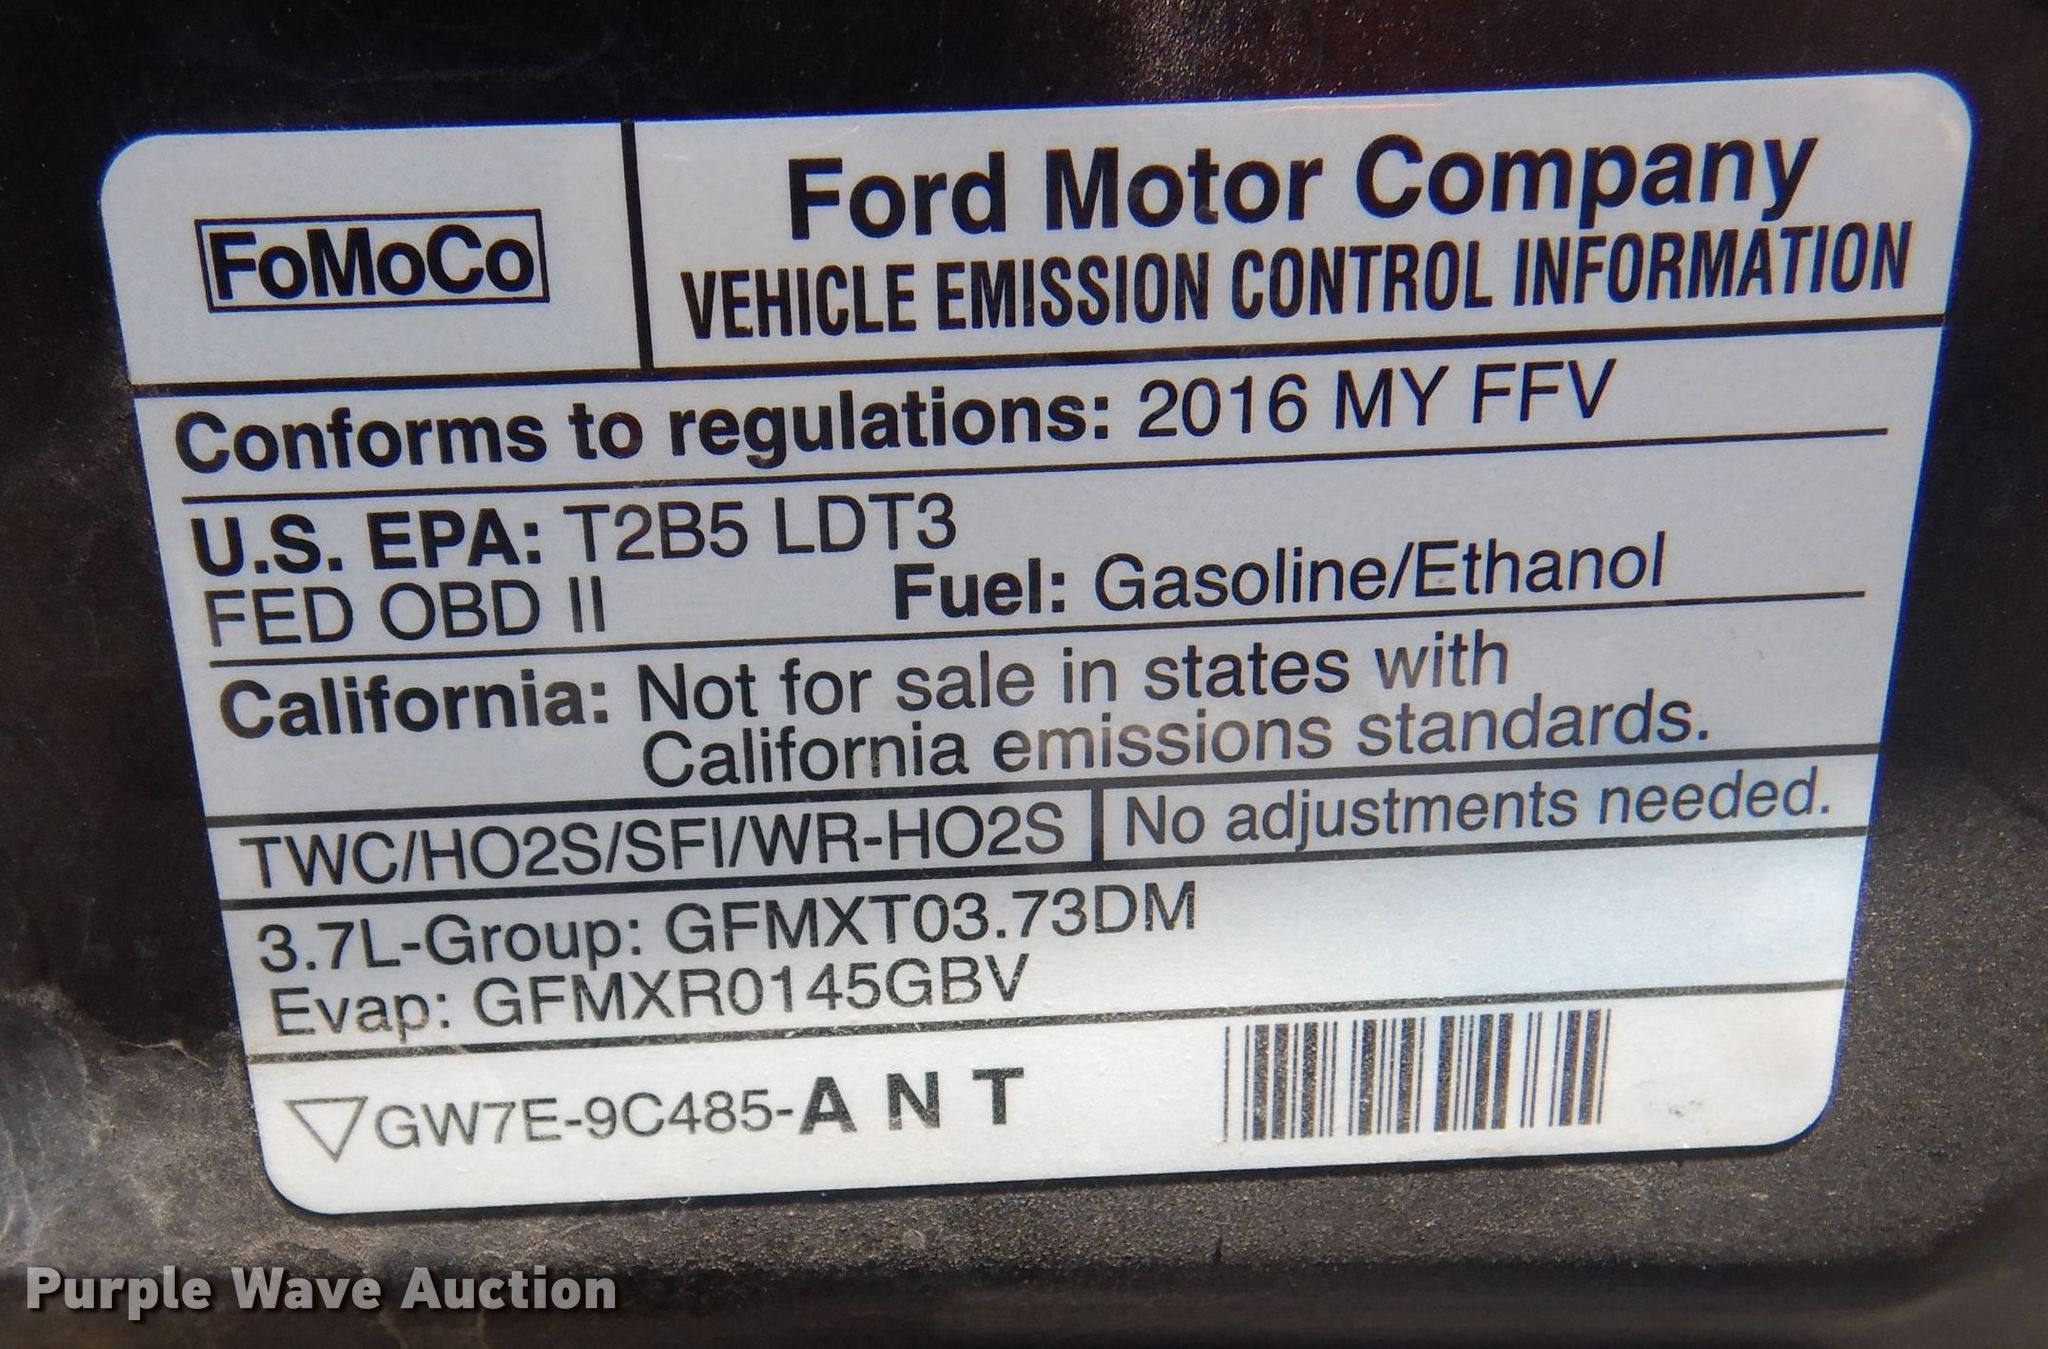 FoMoCo
Ford Motor Company
VEHICLE EMISSION CONTROL INFORMATION
Conforms to regulations: 2016 MY FFV
U.S. EPA: T2B5 LDT3
FED OBD II Fuel: Gasoline/Ethanol
California: Not for sale in states with
California emissions standards.
TWC/HO2S/SFI/WR-HO2S No adjustments needed.
3.7L-Group: GFMXT03.73DM
Evap: GFMXR0145GBV
GW7E-9C485-A N T
Purple Wave Auction